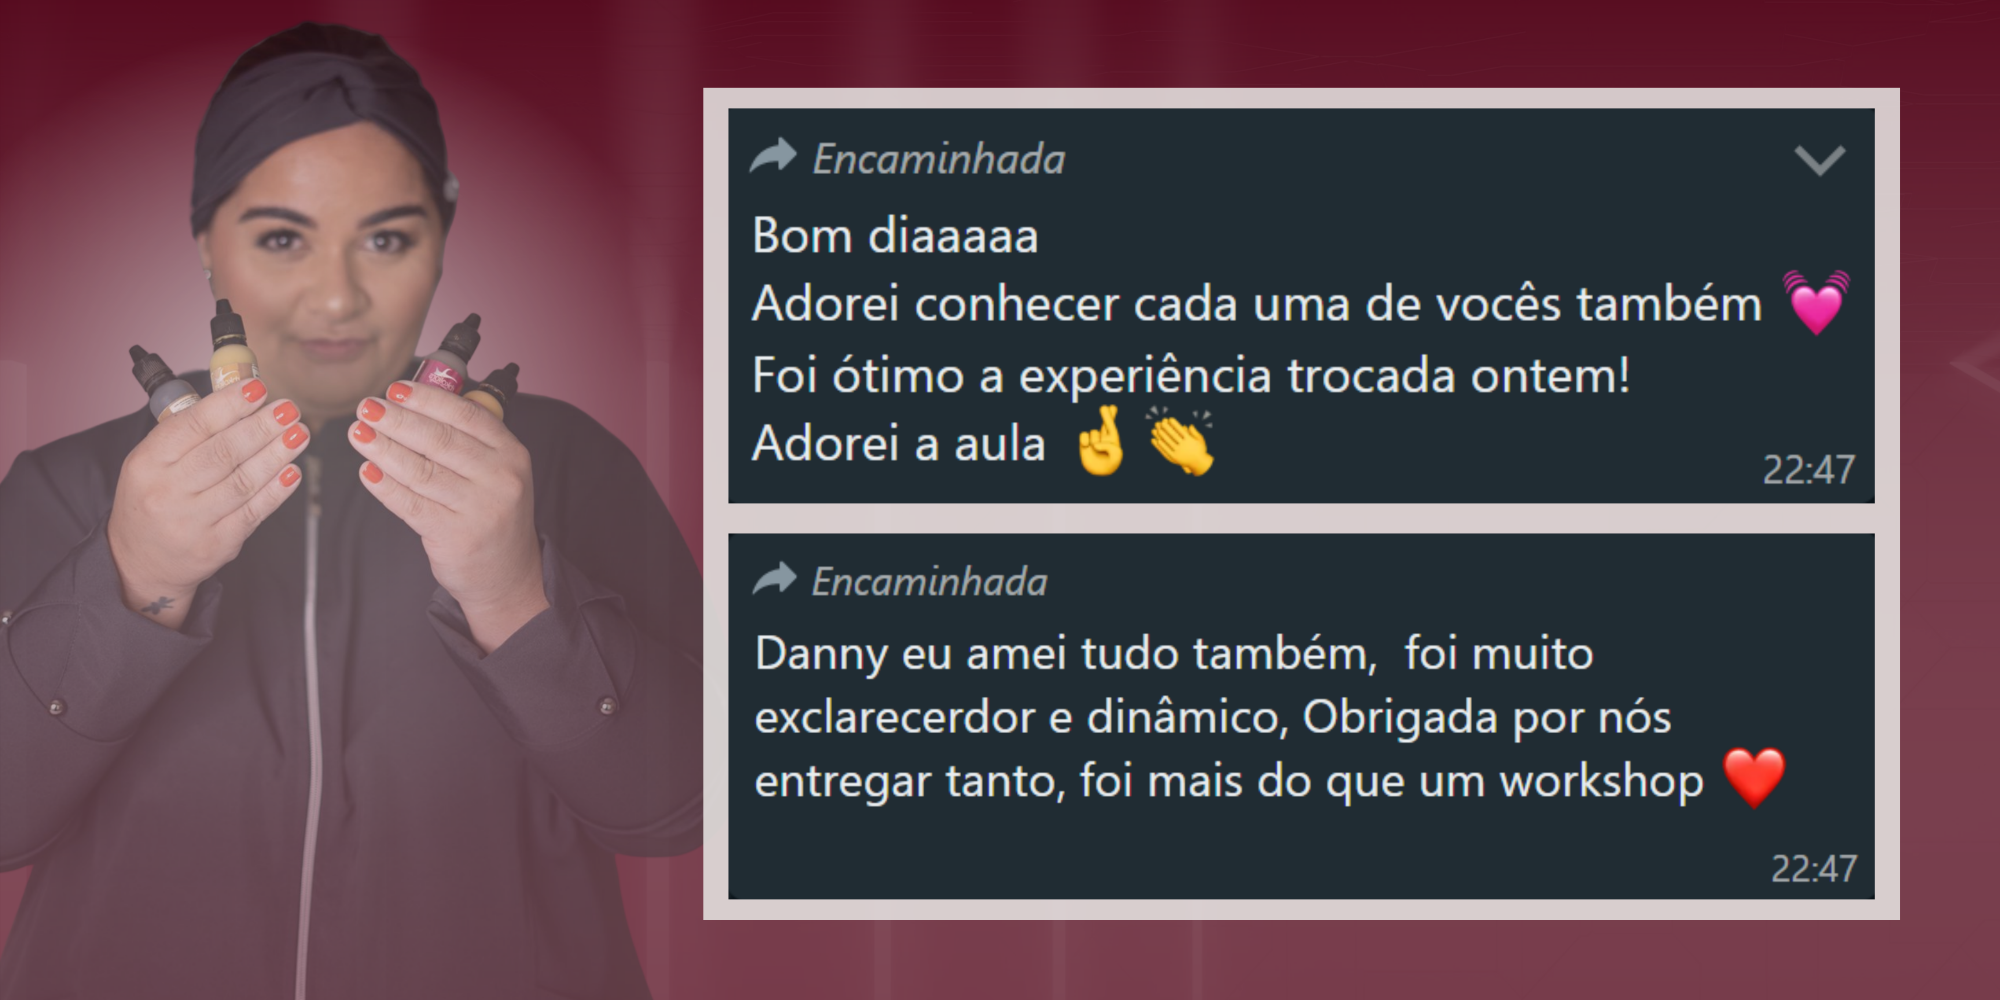 Encaminhada
Bom diaaaaa
Adorei conhecer cada uma de vocês também 💓
Foi ótimo a experiência trocada ontem!
Adorei a aula 🤞👏
22:47
Encaminhada
Danny eu amei tudo também,  foi muito
exclarecerdor e dinâmico, Obrigada por nós
entregar tanto, foi mais do que um workshop ❤️
22:47